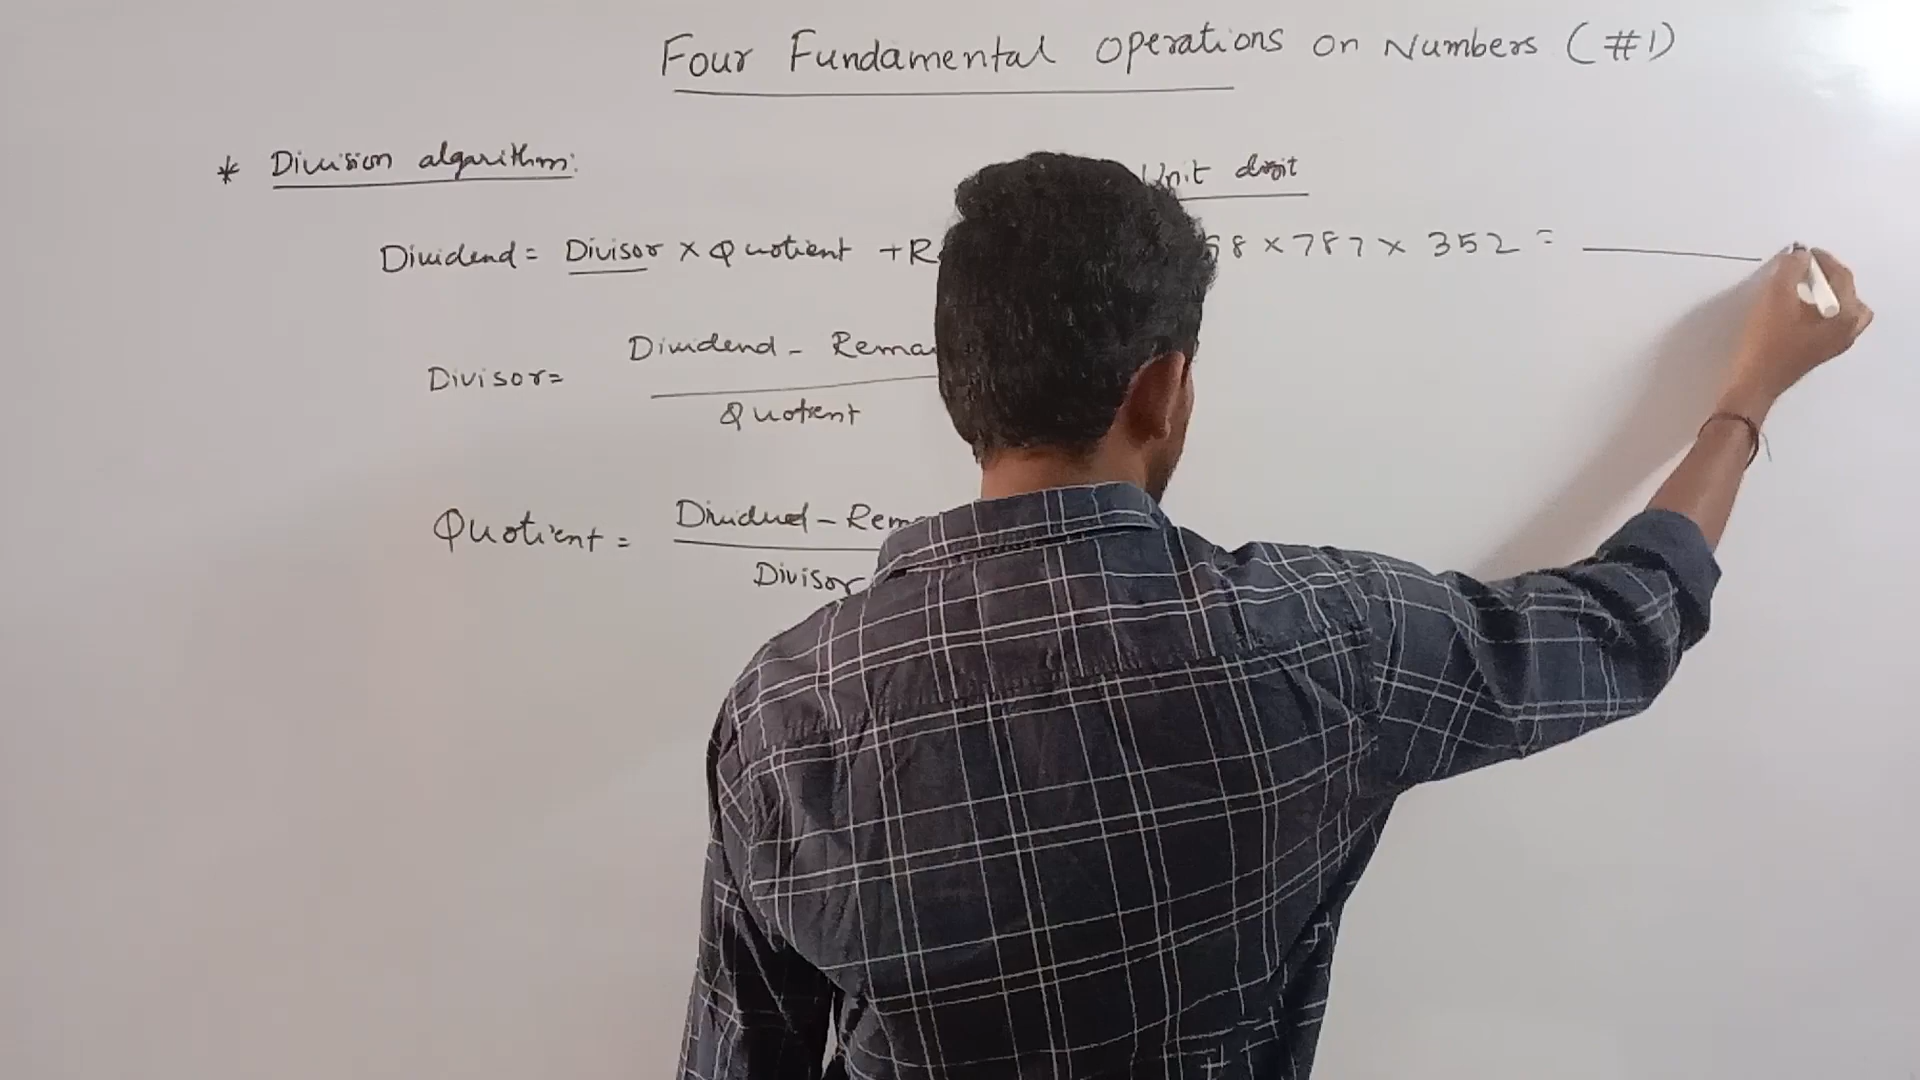 Four Fundamental Operations on Numbers (#1)
* Division algarithm:
Dividend = Divisor × Quotient + R
Divisor = Dividend - Rema
Quotient
Quotient = Dividend - Rem
Divisor
Unit digit
8 × 787 × 352 =